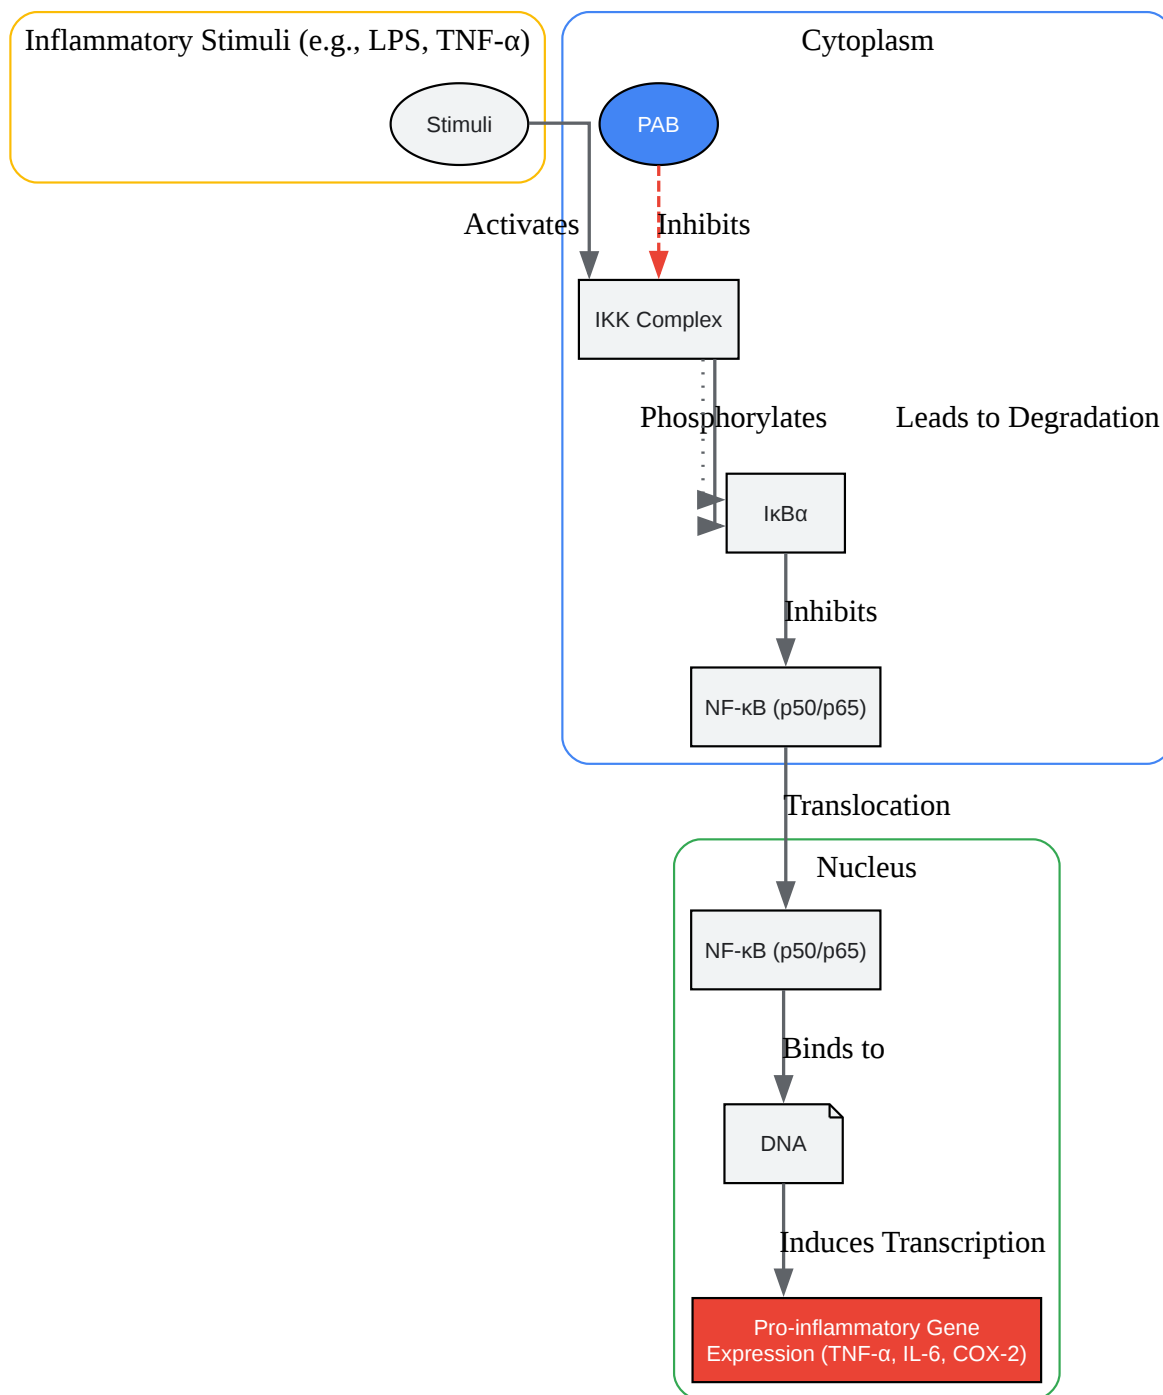 Inflammatory Stimuli (e.g., LPS, TNF-α)
Cytoplasm
Stimuli
PAB
Activates
Inhibits
IKK Complex
Phosphorylates
Leads to Degradation
IκBα
Inhibits
NF-κB (p50/p65)
Translocation
Nucleus
NF-κB (p50/p65)
Binds to
DNA
Induces Transcription
Pro-inflammatory Gene
Expression (TNF-α, IL-6, COX-2)